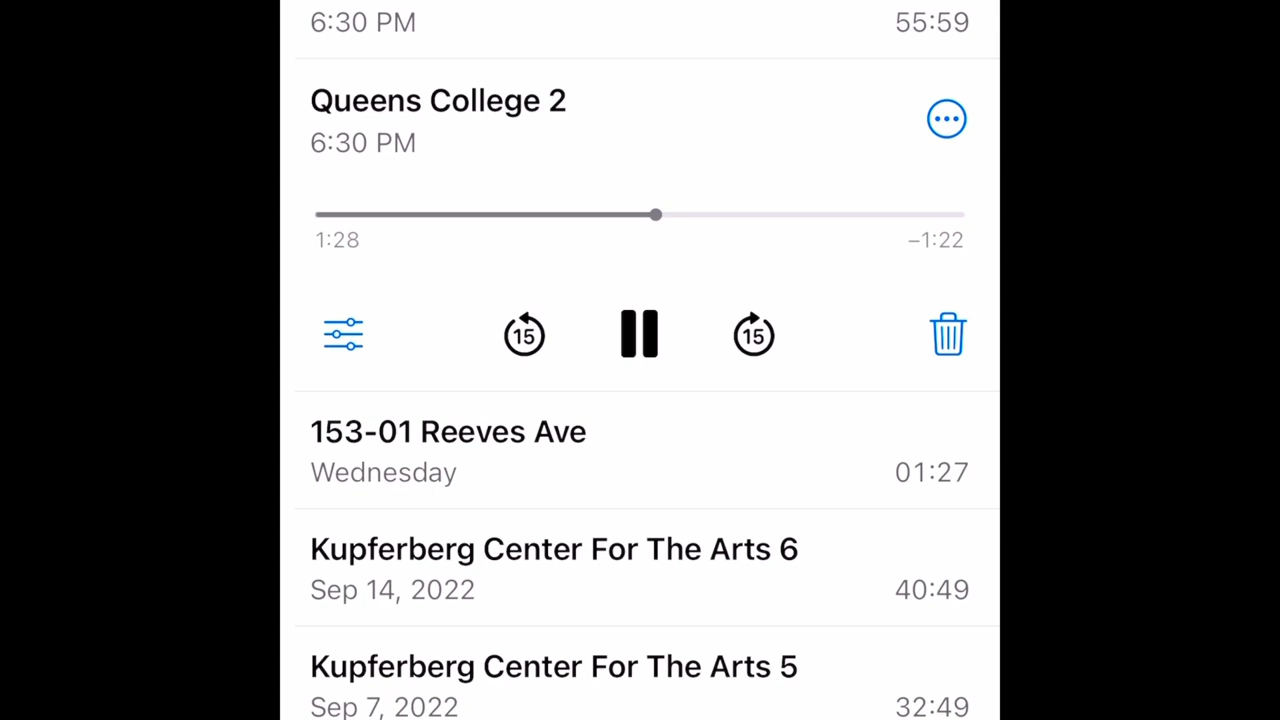 6:30 PM 55:59
Queens College 2
6:30 PM
1:28 –1:22
15 15
153-01 Reeves Ave
Wednesday 01:27
Kupferberg Center For The Arts 6
Sep 14, 2022 40:49
Kupferberg Center For The Arts 5
Sep 7, 2022 32:49